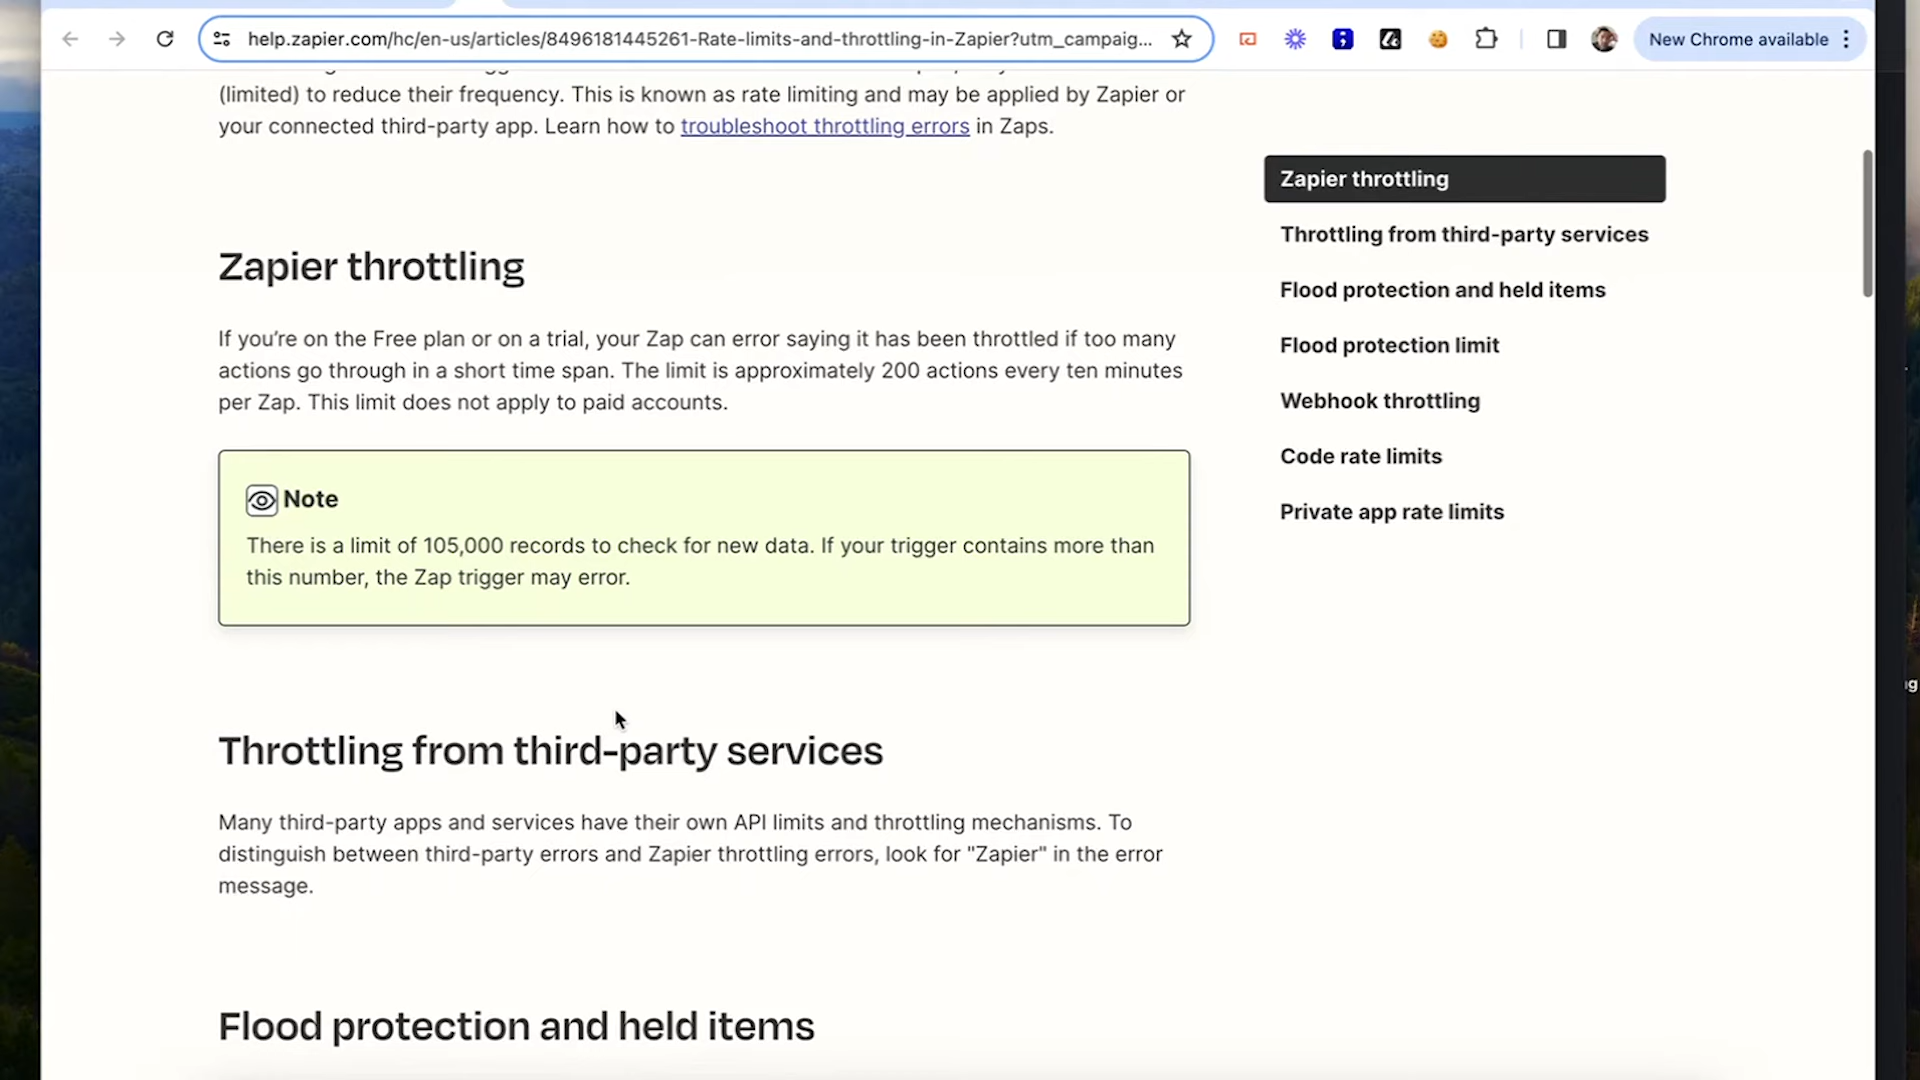 help.zapier.com/hc/en-us/articles/8496181445261-Rate-limits-and-throttling-in-Zapier?utm_campaig...
New Chrome available
(limited) to reduce their frequency. This is known as rate limiting and may be applied by Zapier or
your connected third-party app. Learn how to troubleshoot throttling errors in Zaps.
Zapier throttling
If you’re on the Free plan or on a trial, your Zap can error saying it has been throttled if too many
actions go through in a short time span. The limit is approximately 200 actions every ten minutes
per Zap. This limit does not apply to paid accounts.
Note
There is a limit of 105,000 records to check for new data. If your trigger contains more than
this number, the Zap trigger may error.
Throttling from third-party services
Many third-party apps and services have their own API limits and throttling mechanisms. To
distinguish between third-party errors and Zapier throttling errors, look for "Zapier" in the error
message.
Flood protection and held items
Zapier throttling
Throttling from third-party services
Flood protection and held items
Flood protection limit
Webhook throttling
Code rate limits
Private app rate limits